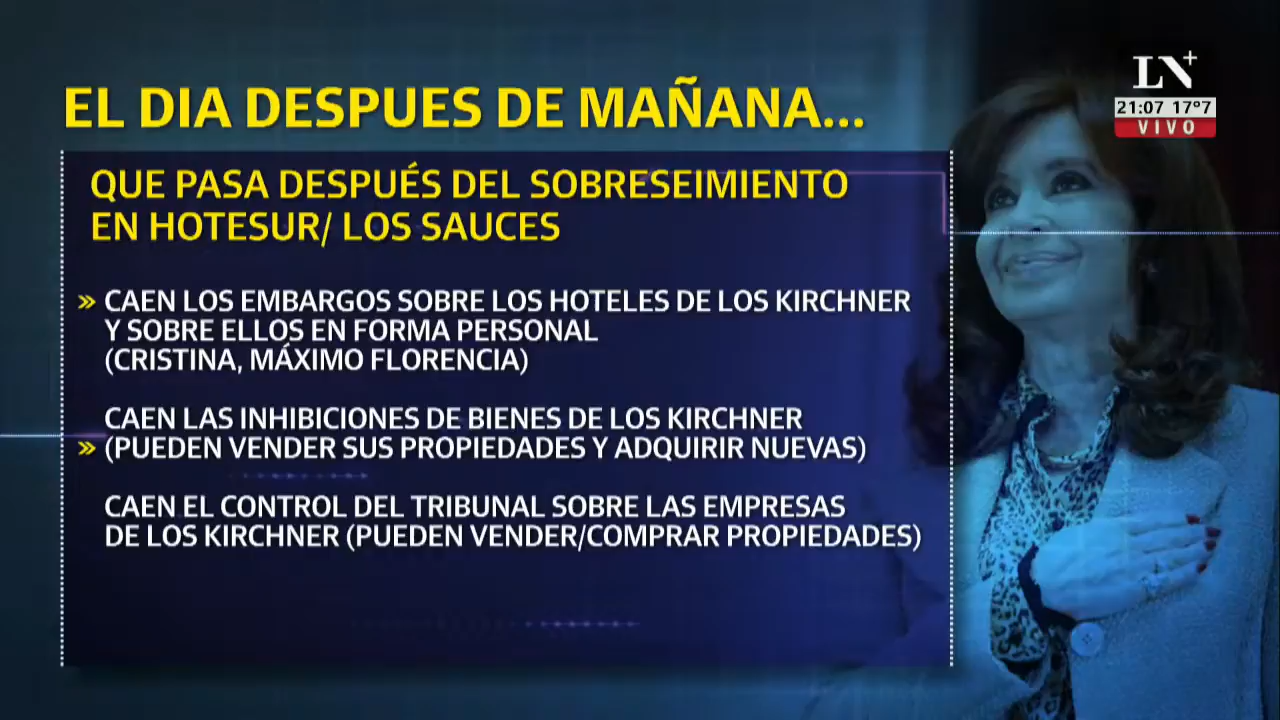 EL DIA DESPUES DE MAÑANA...
LN+
21:07 17°7
VIVO
QUE PASA DESPUÉS DEL SOBRESEIMIENTO
EN HOTESUR/ LOS SAUCES
» CAEN LOS EMBARGOS SOBRE LOS HOTELES DE LOS KIRCHNER
Y SOBRE ELLOS EN FORMA PERSONAL
(CRISTINA, MÁXIMO FLORENCIA)
CAEN LAS INHIBICIONES DE BIENES DE LOS KIRCHNER
» (PUEDEN VENDER SUS PROPIEDADES Y ADQUIRIR NUEVAS)
CAEN EL CONTROL DEL TRIBUNAL SOBRE LAS EMPRESAS
DE LOS KIRCHNER (PUEDEN VENDER/COMPRAR PROPIEDADES)